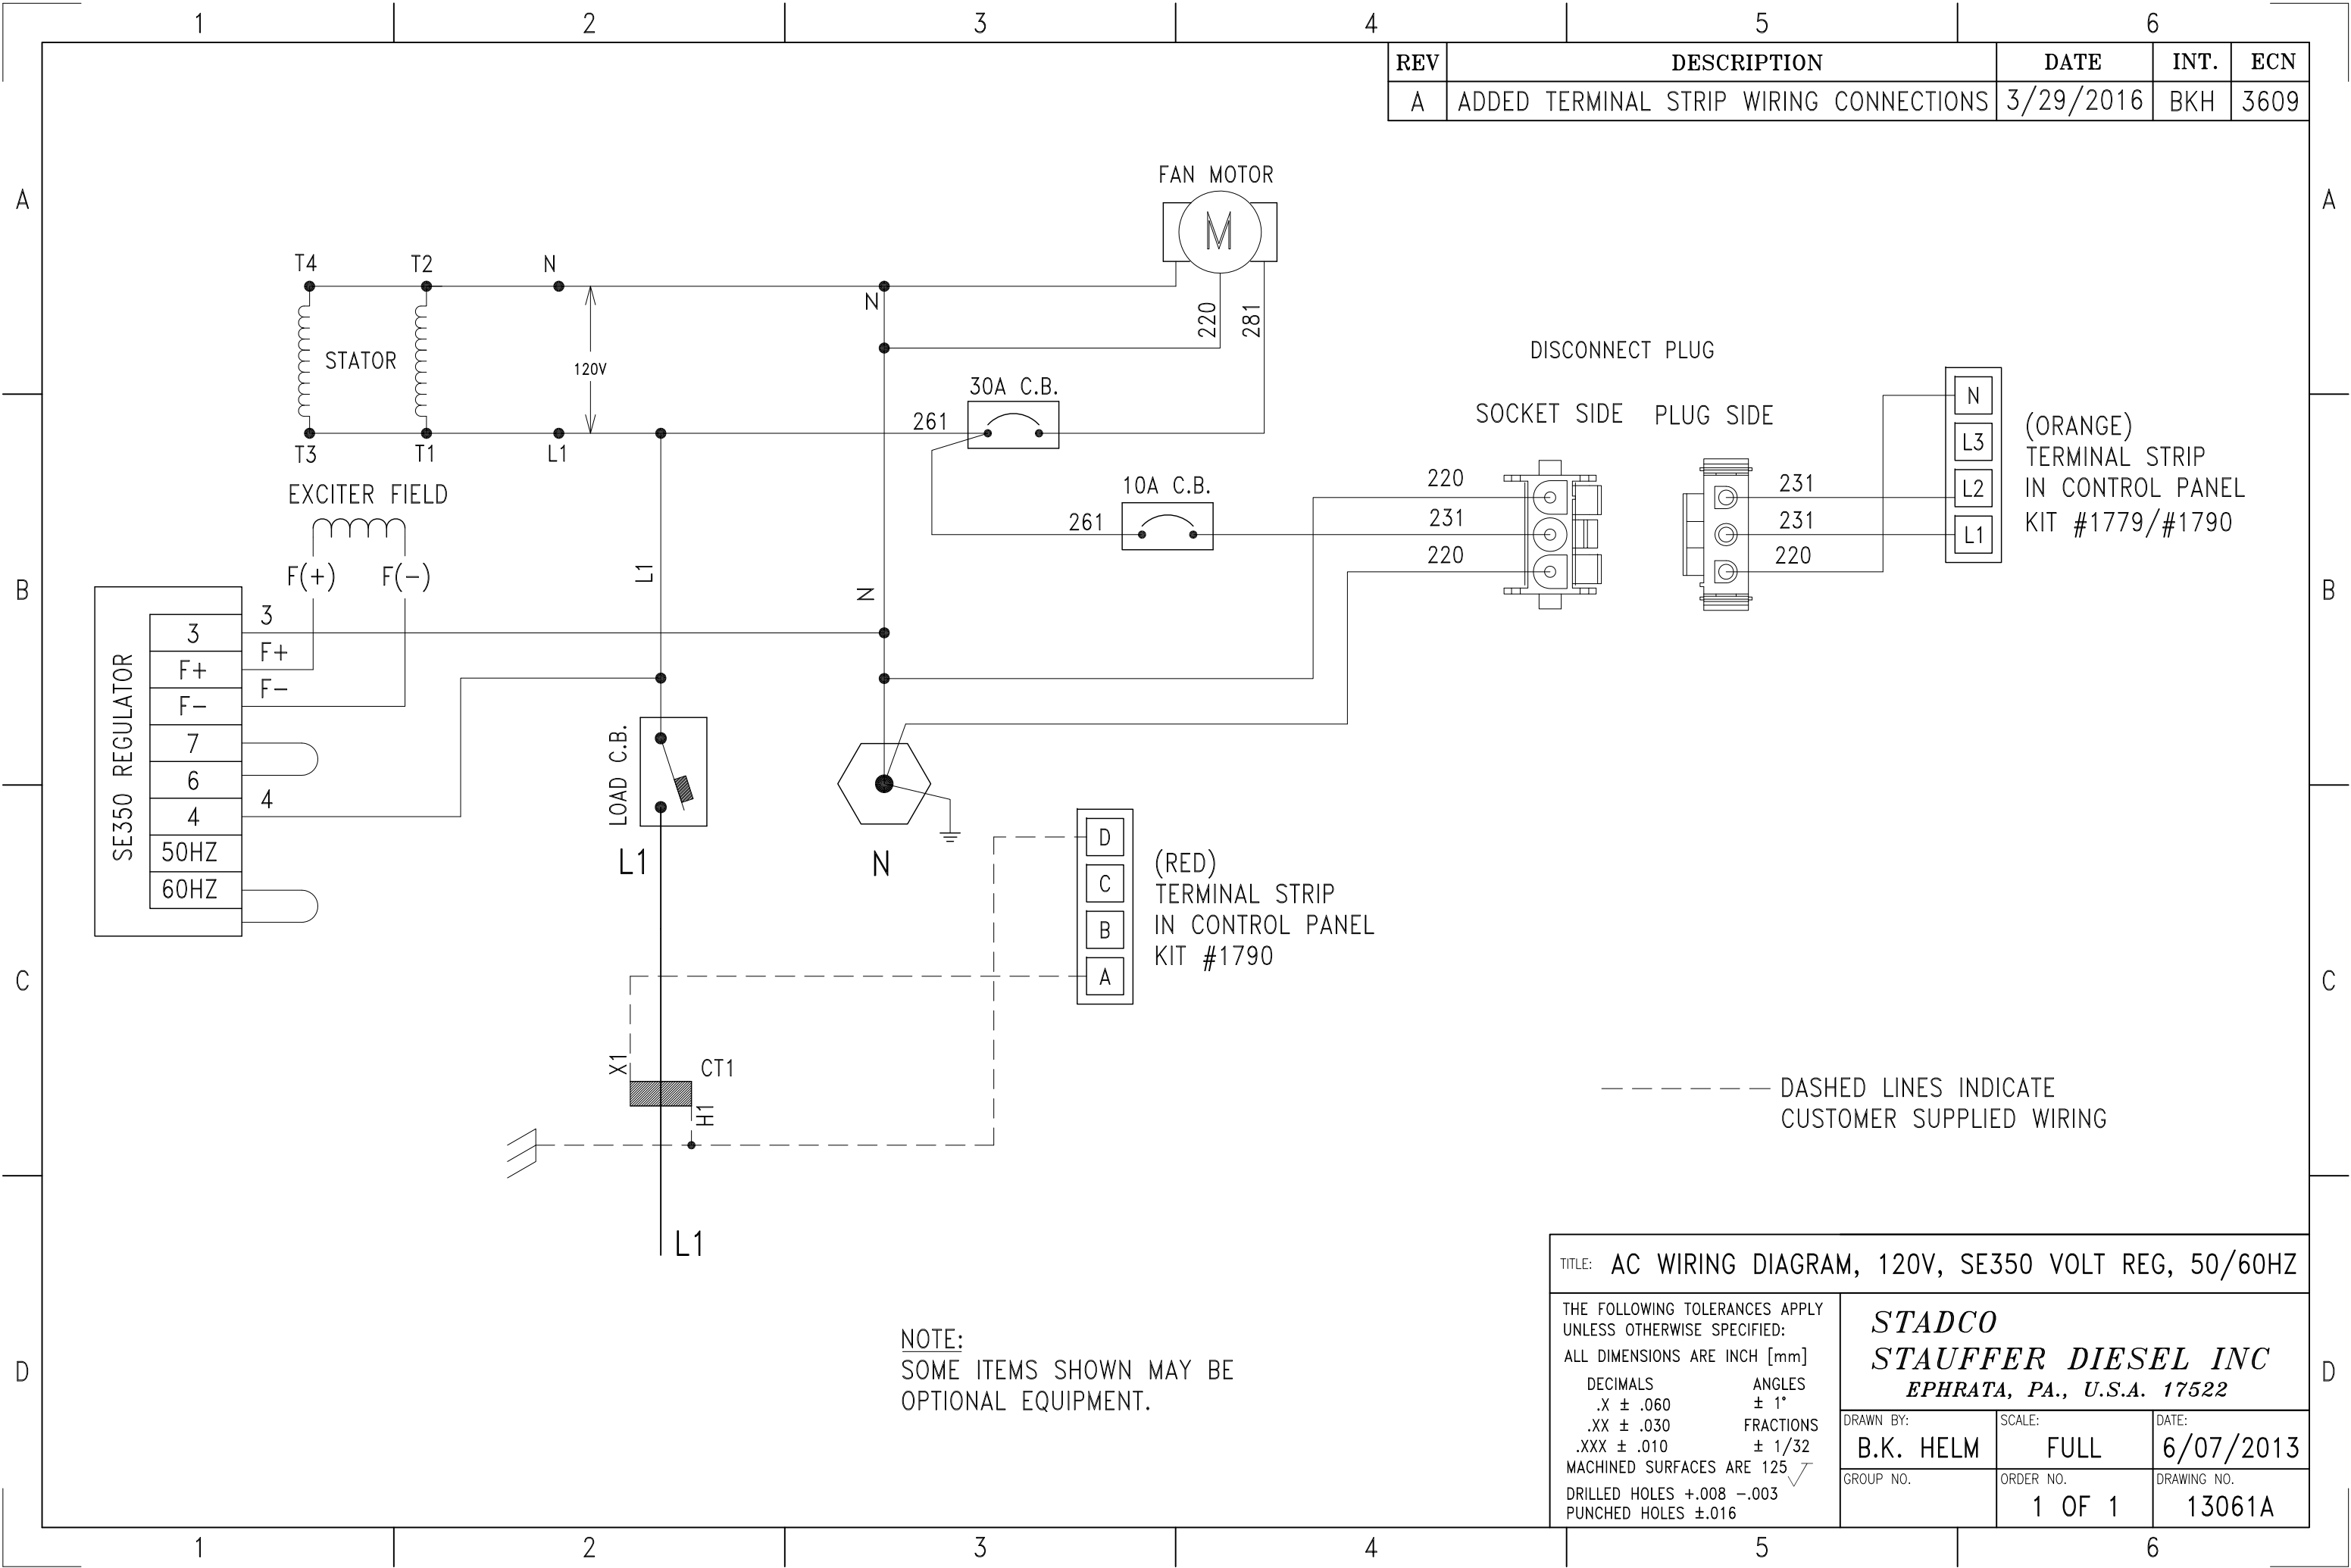 1 2 3 4 5 6
REV DESCRIPTION DATE INT. ECN
A ADDED TERMINAL STRIP WIRING CONNECTIONS 3/29/2016 BKH 3609
A A
FAN MOTOR
M
T4 T2 N
N
220 281
STATOR
120V
DISCONNECT PLUG
30A C.B.
SOCKET SIDE PLUG SIDE
261
T3 T1 L1
N
L3
L2
L1
(ORANGE)
TERMINAL STRIP
IN CONTROL PANEL
KIT #1779/#1790
EXCITER FIELD
10A C.B.
220 231
261 231 231
220 220
F(+) F(-)
L1
N
B B
SE350 REGULATOR
3 3
F+ F+
F- F-
7
6
4 4
50HZ
60HZ
LOAD C.B.
L1
N
D
C
B
A
(RED)
TERMINAL STRIP
IN CONTROL PANEL
KIT #1790
C C
X1 CT1
H1
DASHED LINES INDICATE
CUSTOMER SUPPLIED WIRING
L1
NOTE:
SOME ITEMS SHOWN MAY BE
OPTIONAL EQUIPMENT.
D D
TITLE: AC WIRING DIAGRAM, 120V, SE350 VOLT REG, 50/60HZ
THE FOLLOWING TOLERANCES APPLY
UNLESS OTHERWISE SPECIFIED:
ALL DIMENSIONS ARE INCH [mm]
DECIMALS ANGLES
.X ± .060 ± 1°
.XX ± .030 FRACTIONS
.XXX ± .010 ± 1/32
MACHINED SURFACES ARE 125
DRILLED HOLES +.008 -.003
PUNCHED HOLES ±.016
STADCO
STAUFFER DIESEL INC
EPHRATA, PA., U.S.A. 17522
DRAWN BY: SCALE: DATE:
B.K. HELM FULL 6/07/2013
GROUP NO. ORDER NO. DRAWING NO.
1 OF 1 13061A
1 2 3 4 5 6